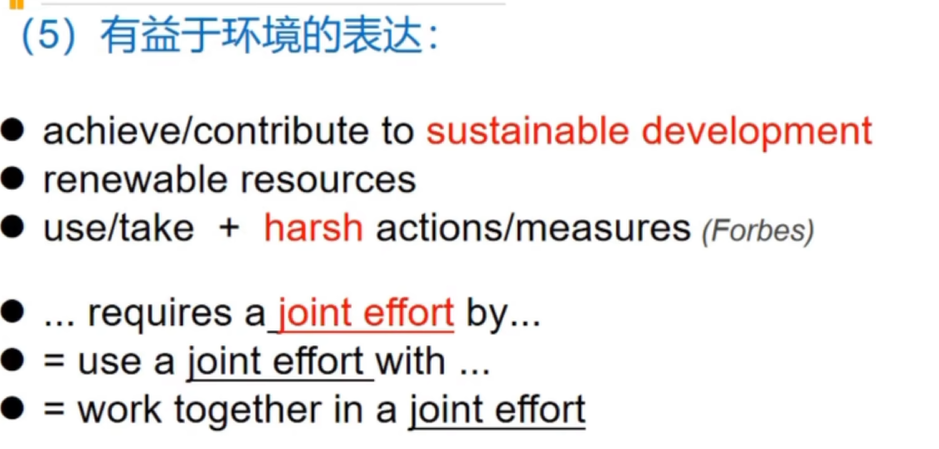 （5）有益于环境的表达：
● achieve/contribute to sustainable development
● renewable resources
● use/take + harsh actions/measures (Forbes)
● ... requires a joint effort by...
● = use a joint effort with ...
● = work together in a joint effort